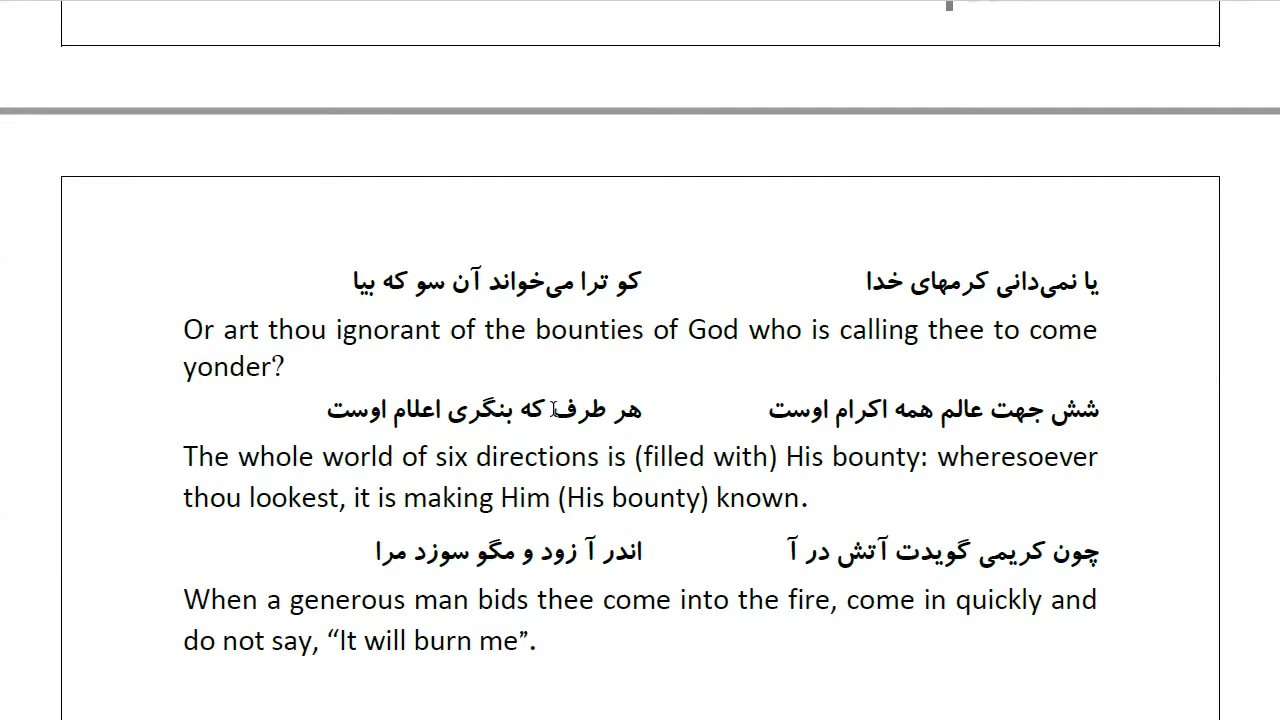 یا نمی‌دانی کرمهای خدا کو ترا می‌خواند آن سو که بیا
Or art thou ignorant of the bounties of God who is calling thee to come
yonder?
شش جهت عالم همه اکرام اوست هر طرف که بنگری اعلام اوست
The whole world of six directions is (filled with) His bounty: wheresoever
thou lookest, it is making Him (His bounty) known.
چون کریمی گویدت آتش در آ اندر آ زود و مگو سوزد مرا
When a generous man bids thee come into the fire, come in quickly and
do not say, “It will burn me”.